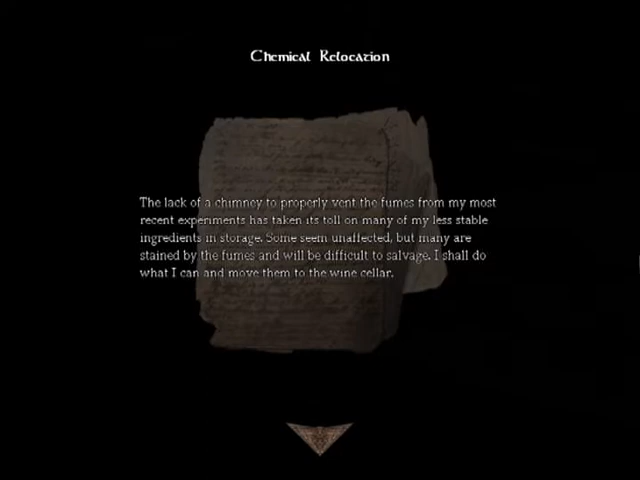 Chemical Relocation
The lack of a chimney to properly vent the fumes from my most
recent experiments has taken its toll on many of my less stable
ingredients in storage. Some seem unaffected, but many are
stained by the fumes and will be difficult to salvage. I shall do
what I can and move them to the wine cellar.